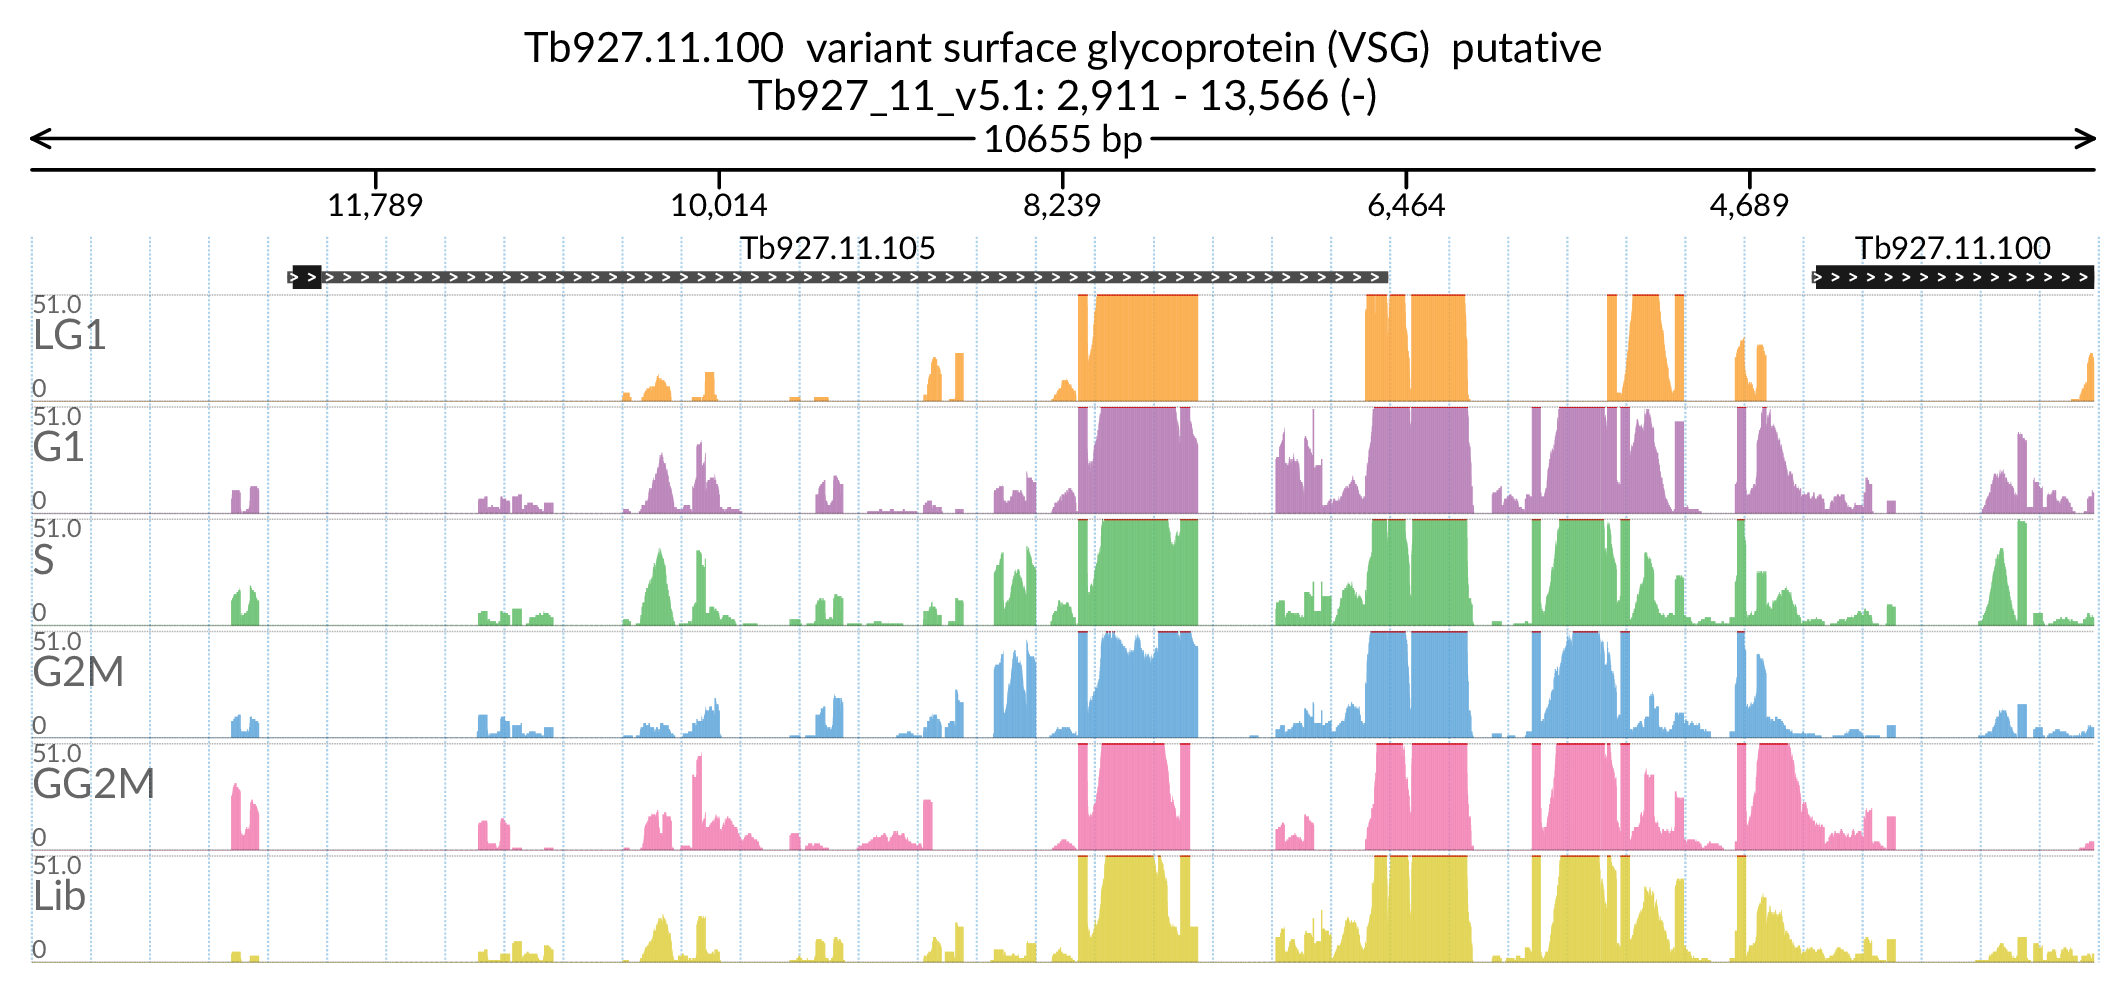 Tb927.11.100 variant surface glycoprotein (VSG) putative
Tb927_11_v5.1: 2,911 - 13,566 (-)
10655 bp
11,789 10,014 8,239 6,464 4,689
Tb927.11.105 Tb927.11.100
51.0
LG1
0
51.0
G1
0
51.0
S
0
51.0
G2M
0
51.0
GG2M
0
51.0
Lib
0